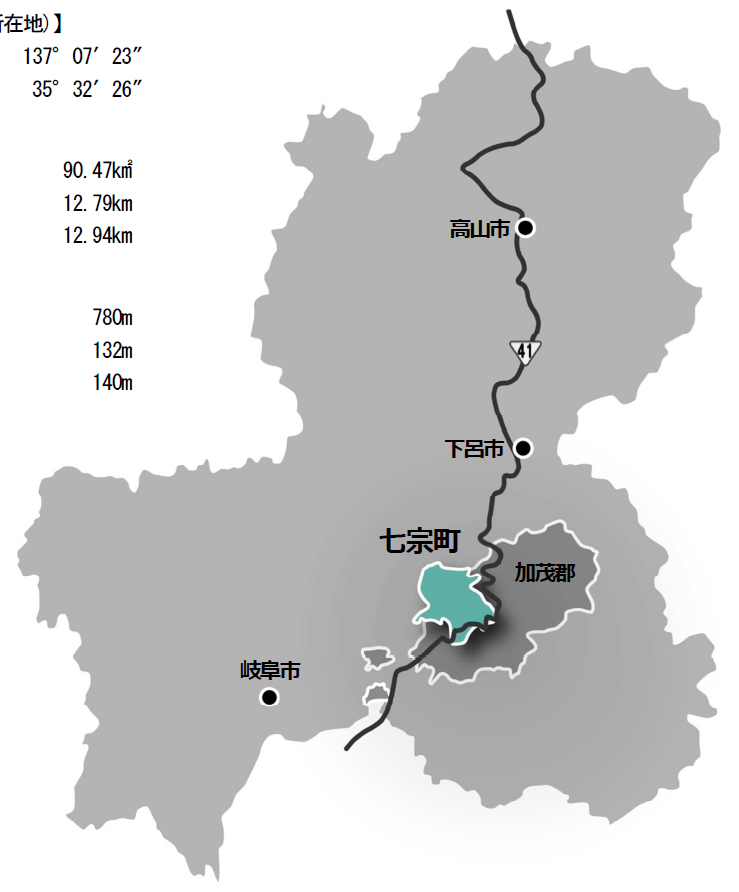 所在地)】
137° 07′ 23″
35° 32′ 26″
90.47k㎡
12.79km
12.94km
780m
132m
140m
高山市
41
下呂市
七宗町
加茂郡
岐阜市